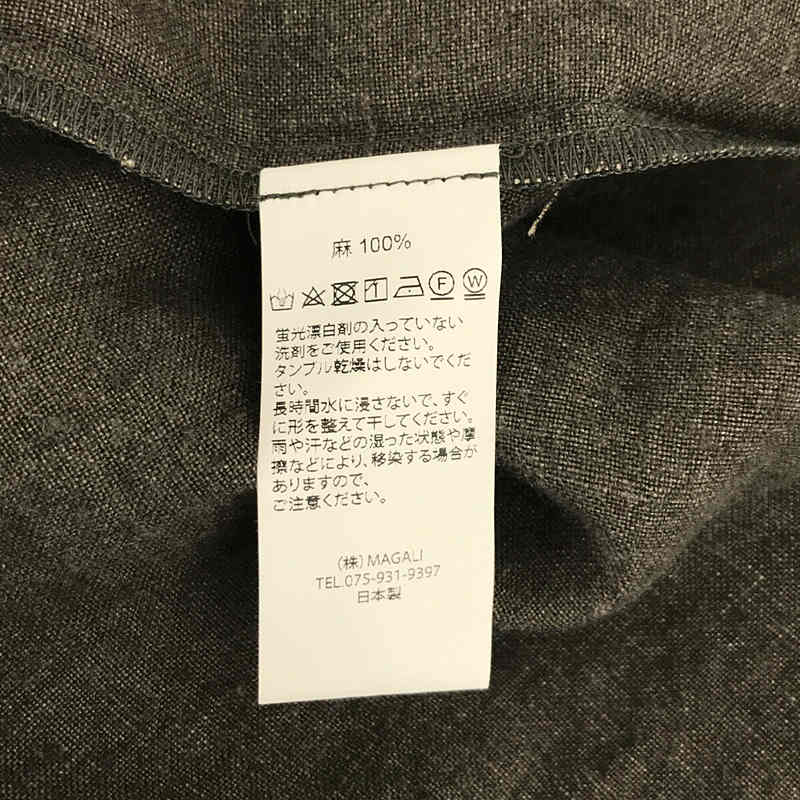 麻 100%
F W
蛍光漂白剤の入っていない
洗剤をご使用ください。
タンブル乾燥はしないでくだ
さい。
長時間水に浸さないで、すぐ
に形を整えて干してください。
雨や汗などの湿った状態や摩
擦などにより、移染する場合が
ありますので、
ご注意ください。
(株) MAGALI
TEL.075-931-9397
日本製